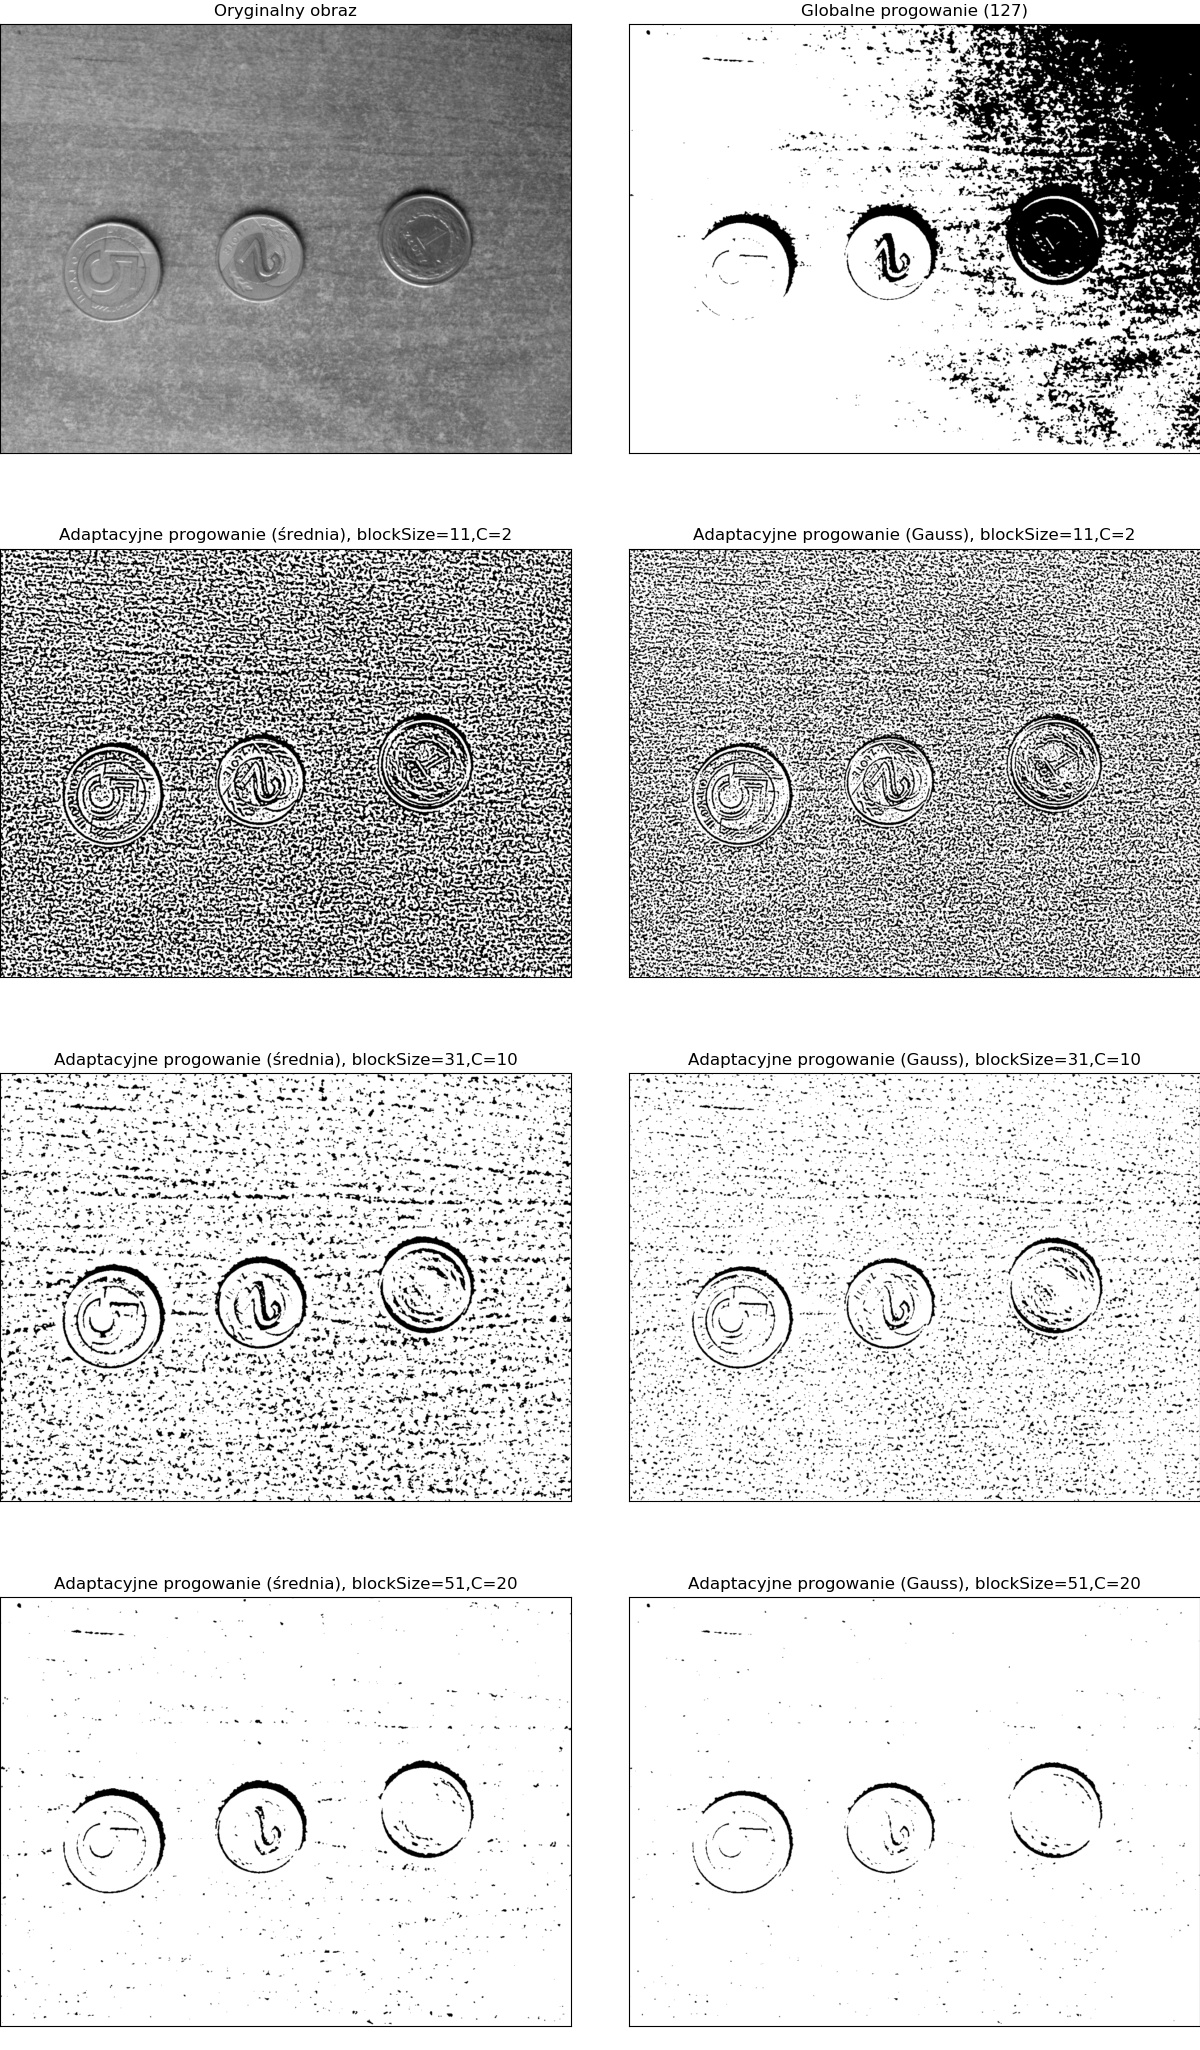 Oryginalny obraz
Globalne progowanie (127)
Adaptacyjne progowanie (średnia), blockSize=11,C=2
Adaptacyjne progowanie (Gauss), blockSize=11,C=2
Adaptacyjne progowanie (średnia), blockSize=31,C=10
Adaptacyjne progowanie (Gauss), blockSize=31,C=10
Adaptacyjne progowanie (średnia), blockSize=51,C=20
Adaptacyjne progowanie (Gauss), blockSize=51,C=20